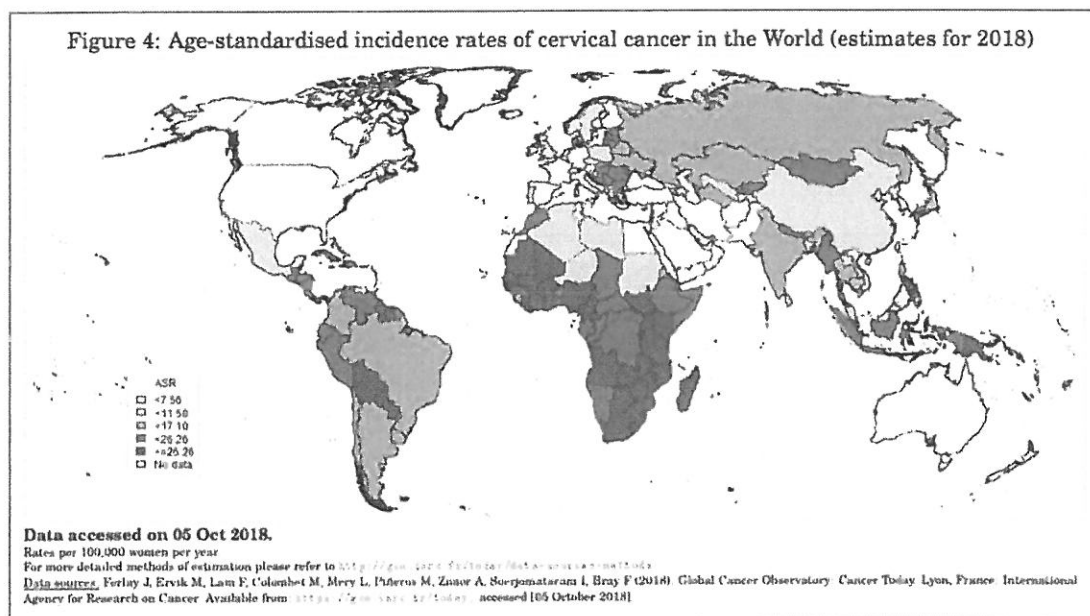 Figure 4: Age-standardised incidence rates of cervical cancer in the World (estimates for 2018)
ASR
<7.56
<11.50
<17.10
<26.26
>=26.26
No data
Data accessed on 05 Oct 2018.
Rates per 100,000 women per year
For more detailed methods of estimation please refer to
Data sources: Ferlay J, Ervik M, Lam F, Colombet M, Mery L, Piñeros M, Znaor A, Soerjomataram I, Bray F (2018). Global Cancer Observatory: Cancer Today. Lyon, France: International
Agency for Research on Cancer. Available from accessed [05 October 2018]